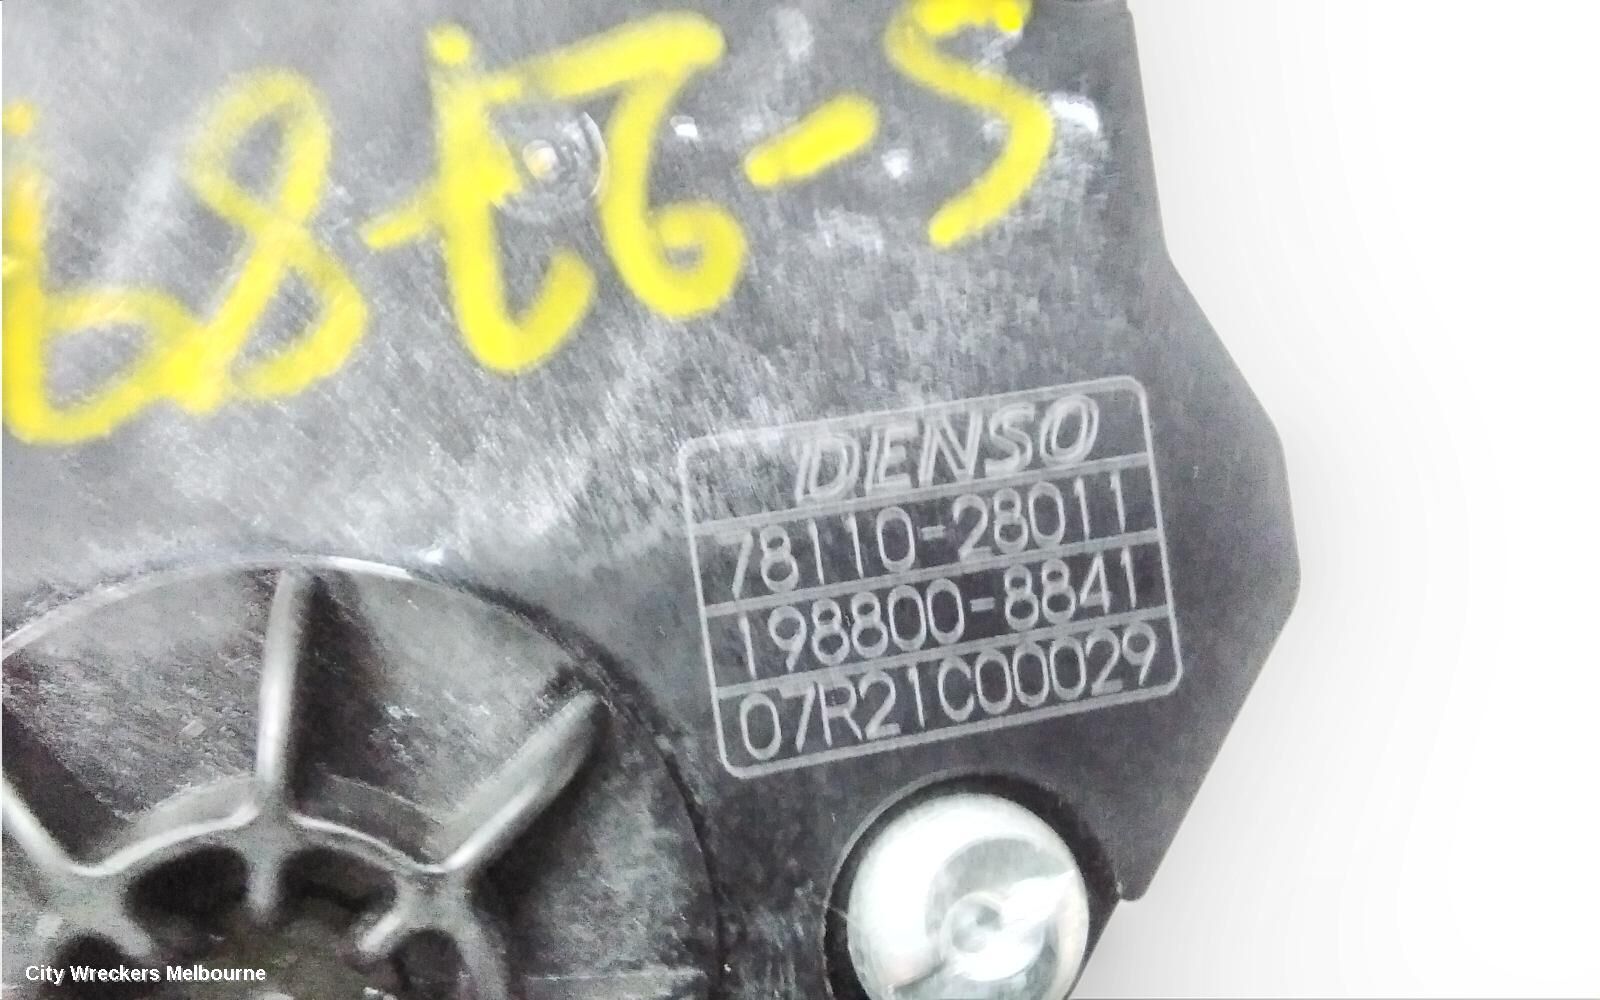 DENSO
78110-28011
198800-8841
07R21C00029
City Wreckers Melbourne